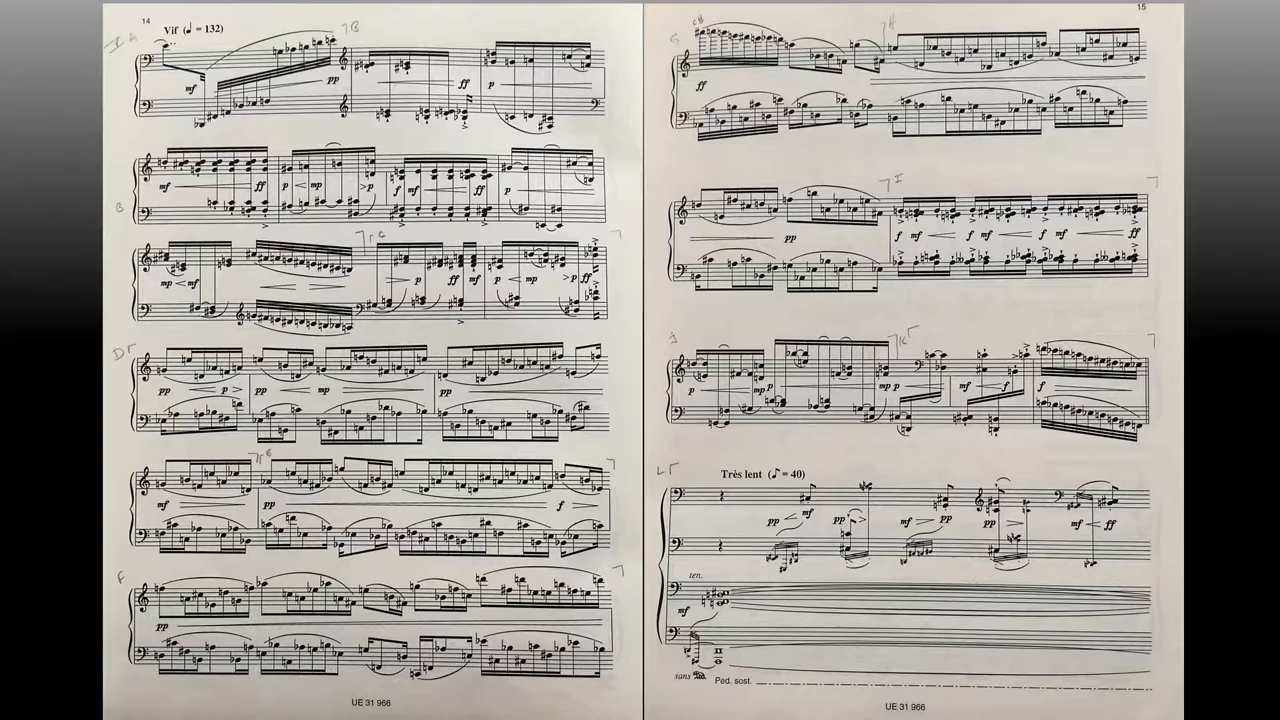 14
Vif (♩ = 132)
A
B
mf
pp
ff
p
mf
ff
p
mp
p
f
mf
ff
p
B
C
mp
mf
p
ff
mf
p
mp
p
ff
D
pp
p
pp
mp
pp
E
mf
pp
f
F
pp
UE 31 966
15
G
H
ff
I
pp
f
mf
f
mf
f
mf
ff
J
K
p
mp
p
mp
p
mf
f
f
L
Très lent (♪ = 40)
pp
mf
pp
mf
pp
pp
mf
ff
ten.
mf
sans
Ped. sost.
UE 31 966